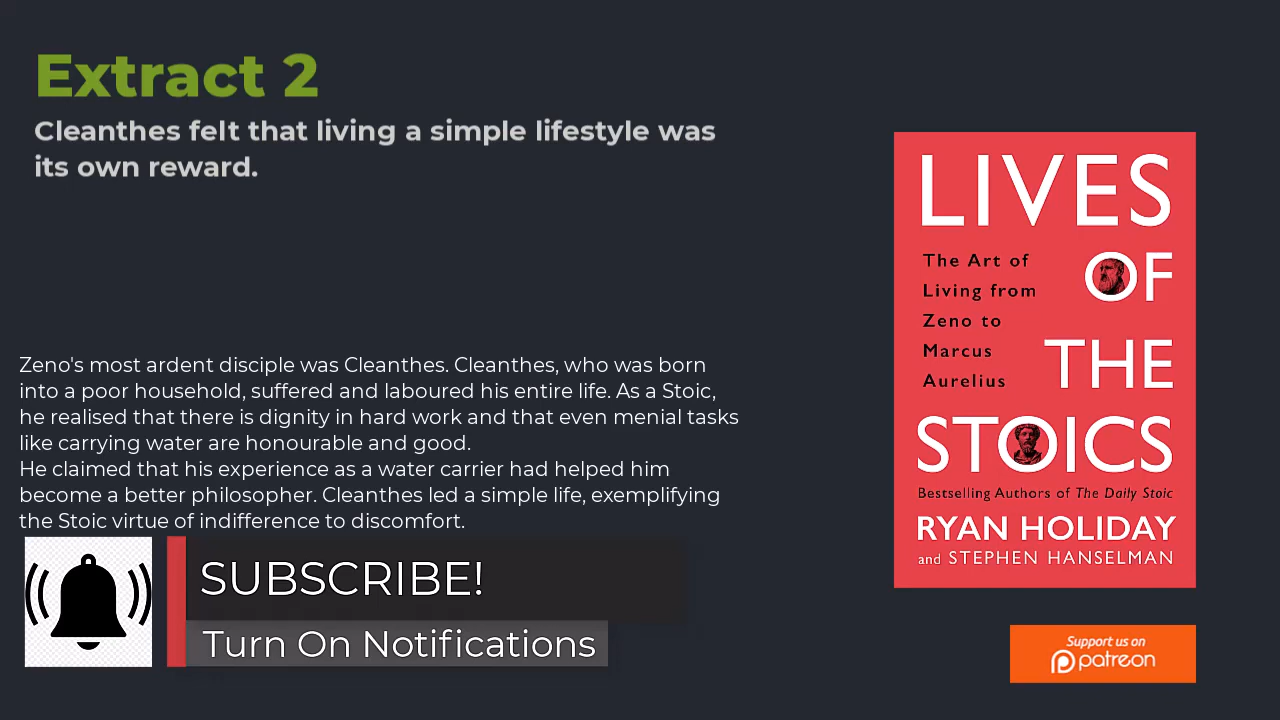 Extract 2
Cleanthes felt that living a simple lifestyle was
its own reward.
Zeno's most ardent disciple was Cleanthes. Cleanthes, who was born
into a poor household, suffered and laboured his entire life. As a Stoic,
he realised that there is dignity in hard work and that even menial tasks
like carrying water are honourable and good.
He claimed that his experience as a water carrier had helped him
become a better philosopher. Cleanthes led a simple life, exemplifying
the Stoic virtue of indifference to discomfort.
SUBSCRIBE!
Turn On Notifications
LIVES
OF
THE
STOICS
The Art of
Living from
Zeno to
Marcus
Aurelius
Bestselling Authors of The Daily Stoic
RYAN HOLIDAY
and STEPHEN HANSELMAN
Support us on
patreon